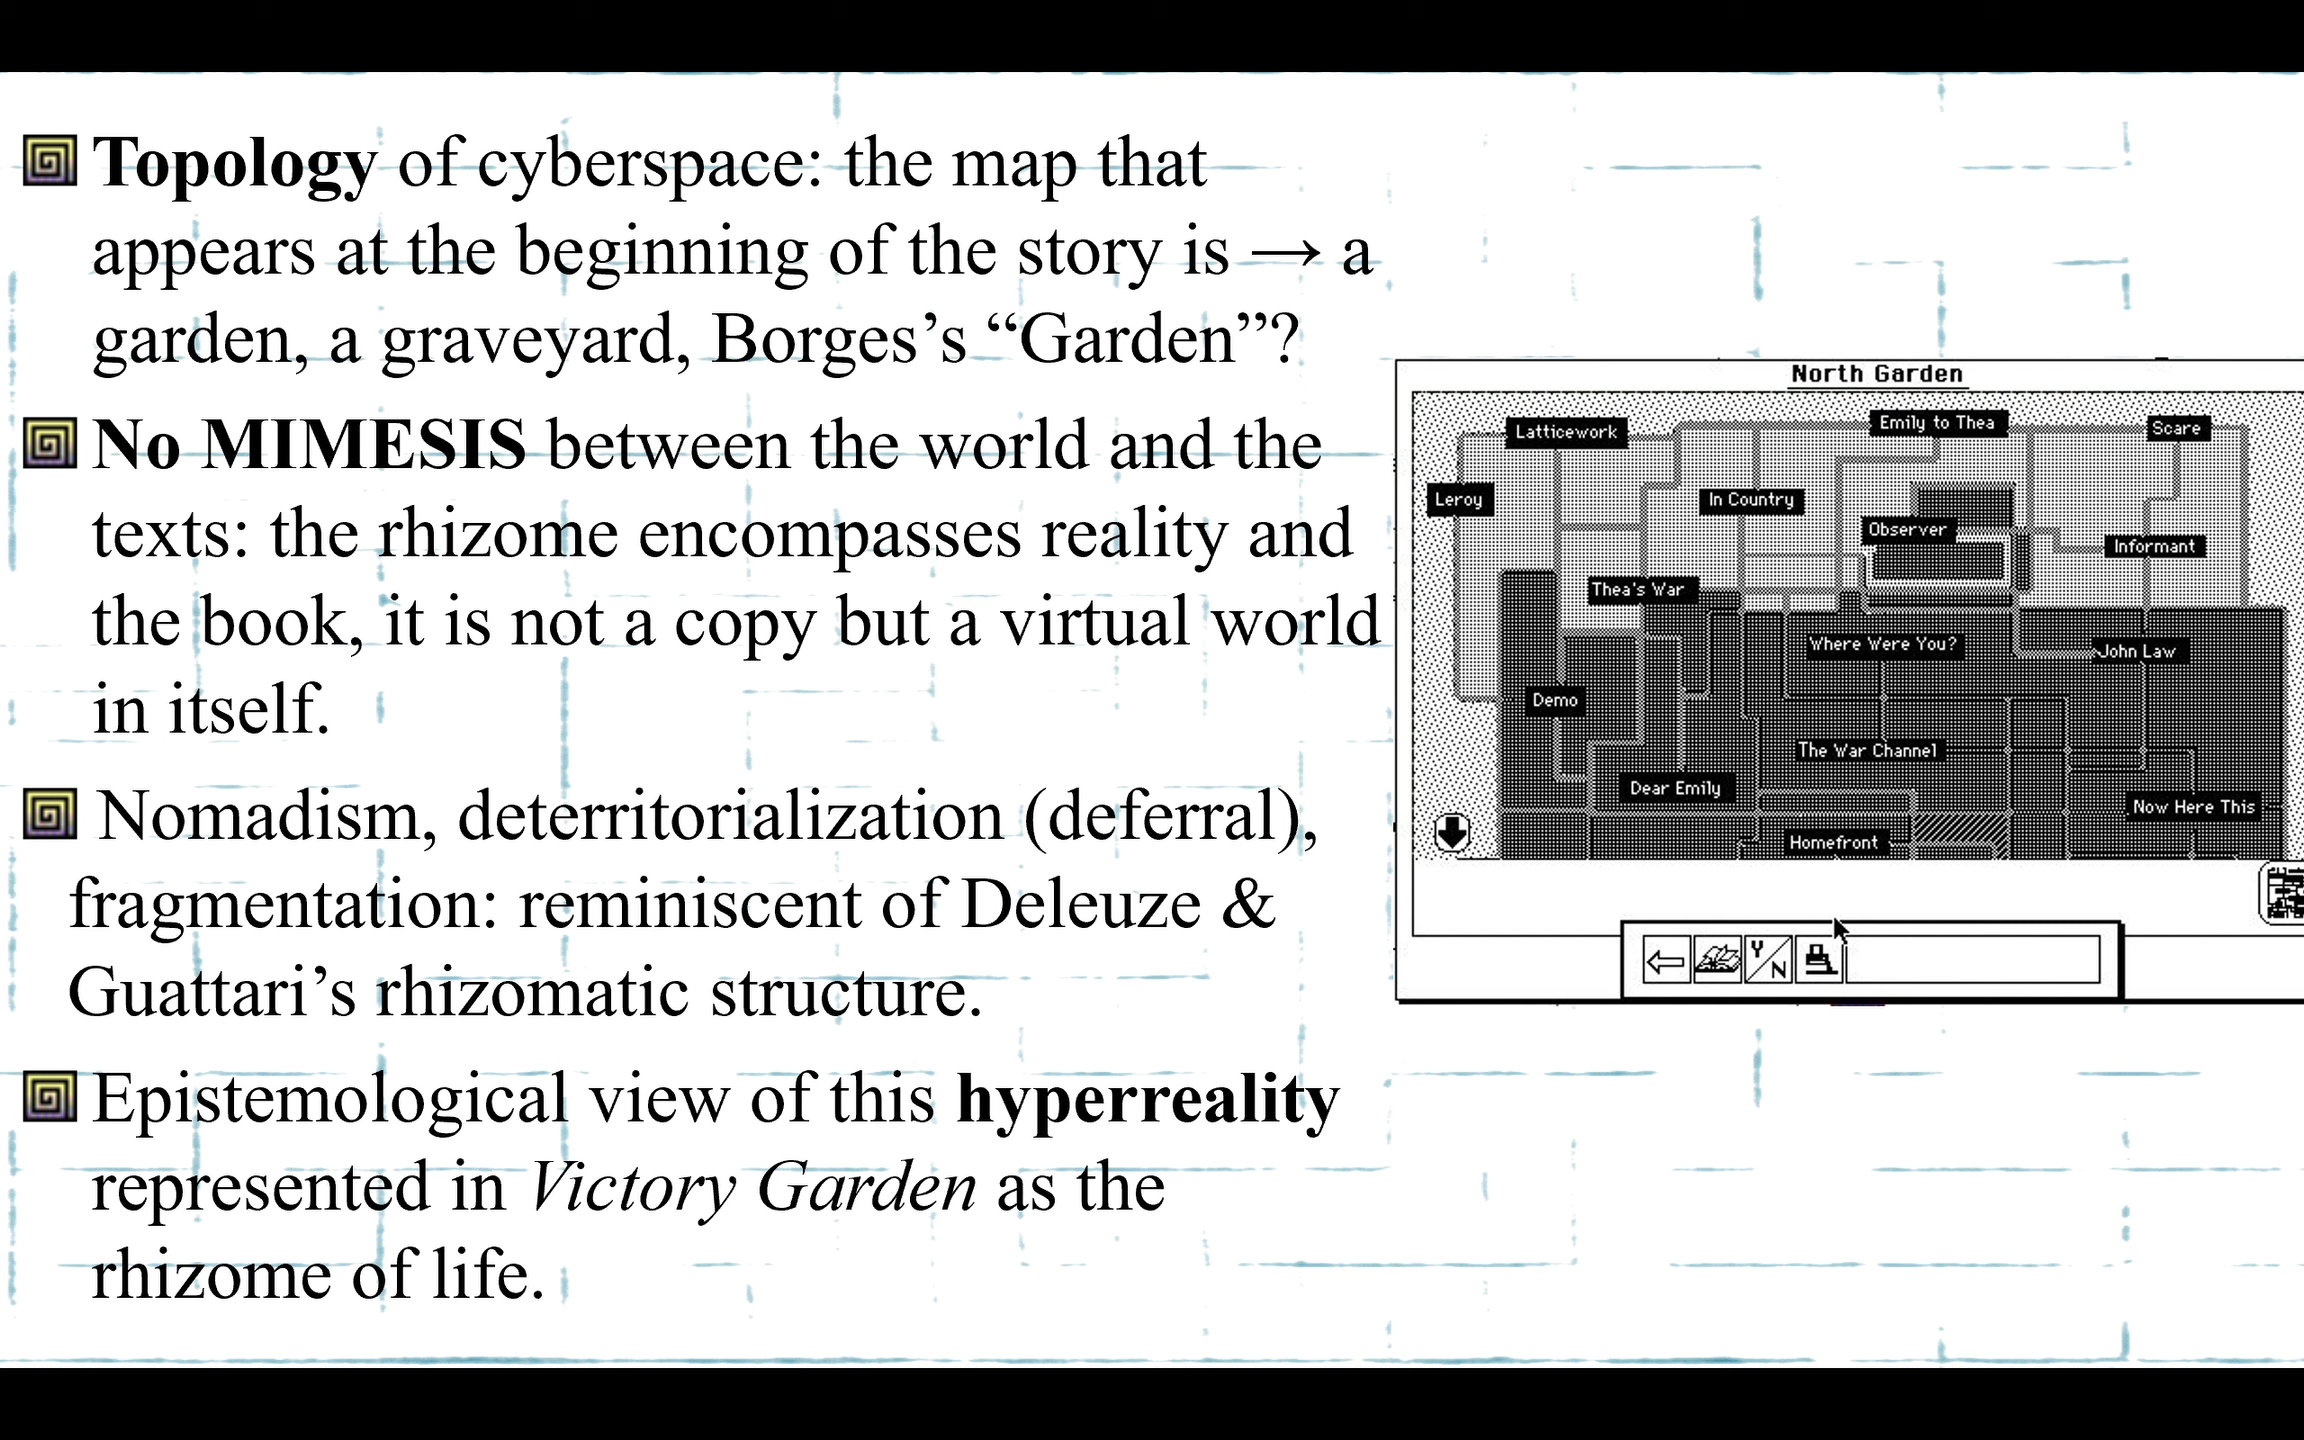 Topology of cyberspace: the map that
appears at the beginning of the story is → a
garden, a graveyard, Borges’s “Garden”?
No MIMESIS between the world and the
texts: the rhizome encompasses reality and
the book, it is not a copy but a virtual world
in itself.
Nomadism, deterritorialization (deferral),
fragmentation: reminiscent of Deleuze &
Guattari’s rhizomatic structure.
Epistemological view of this hyperreality
represented in Victory Garden as the
rhizome of life.
North Garden
Latticework
Emily to Thea
Scare
Leroy
In Country
Observer
Informant
Thea's War
Where Were You?
John Law
Demo
The War Channel
Dear Emily
Now Here This
Homefront
Y/N